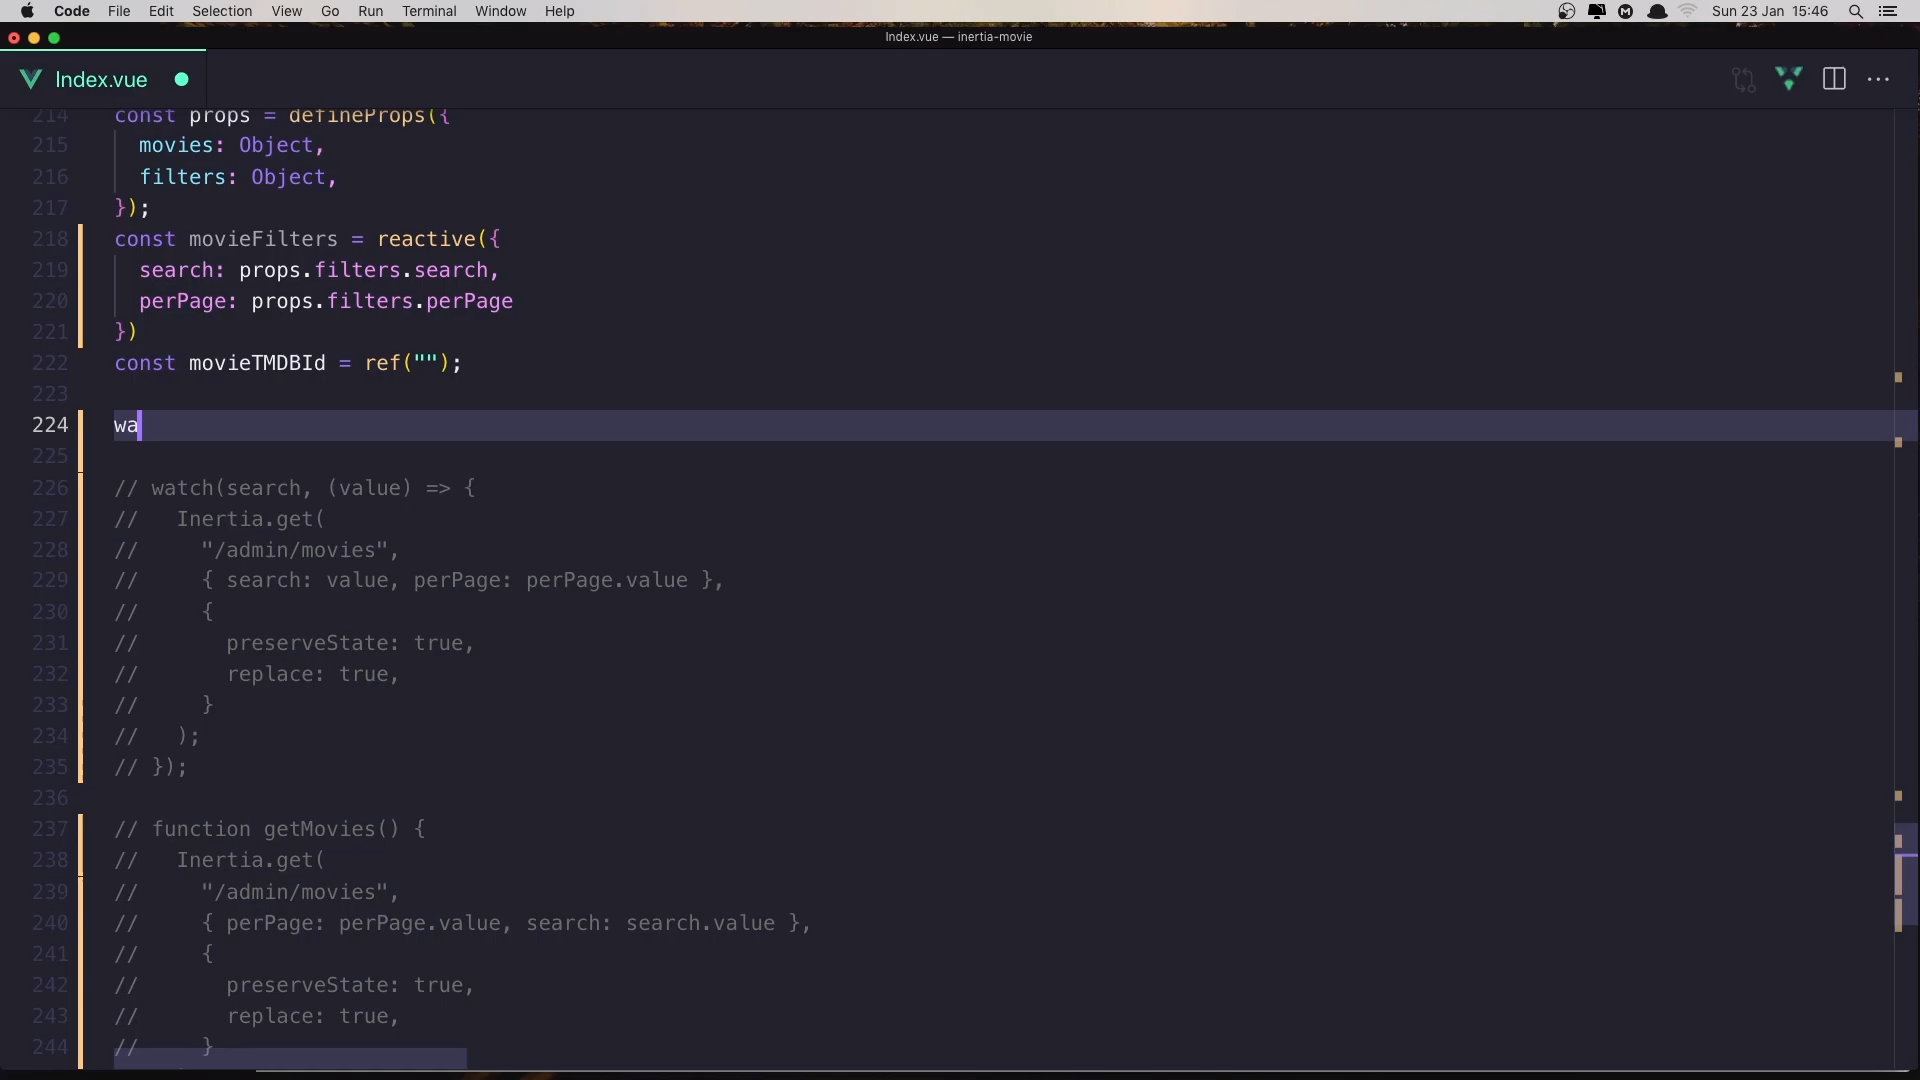 Code File Edit Selection View Go Run Terminal Window Help Sun 23 Jan 15:46
Index.vue — inertia-movie
Index.vue
214 const props = defineProps({
215 movies: Object,
216 filters: Object,
217 });
218 const movieFilters = reactive({
219 search: props.filters.search,
220 perPage: props.filters.perPage
221 })
222 const movieTMDBId = ref("");
223
224 wa
225
226 // watch(search, (value) => {
227 // Inertia.get(
228 // "/admin/movies",
229 // { search: value, perPage: perPage.value },
230 // {
231 // preserveState: true,
232 // replace: true,
233 // }
234 // );
235 // });
236
237 // function getMovies() {
238 // Inertia.get(
239 // "/admin/movies",
240 // { perPage: perPage.value, search: search.value },
241 // {
242 // preserveState: true,
243 // replace: true,
244 // }